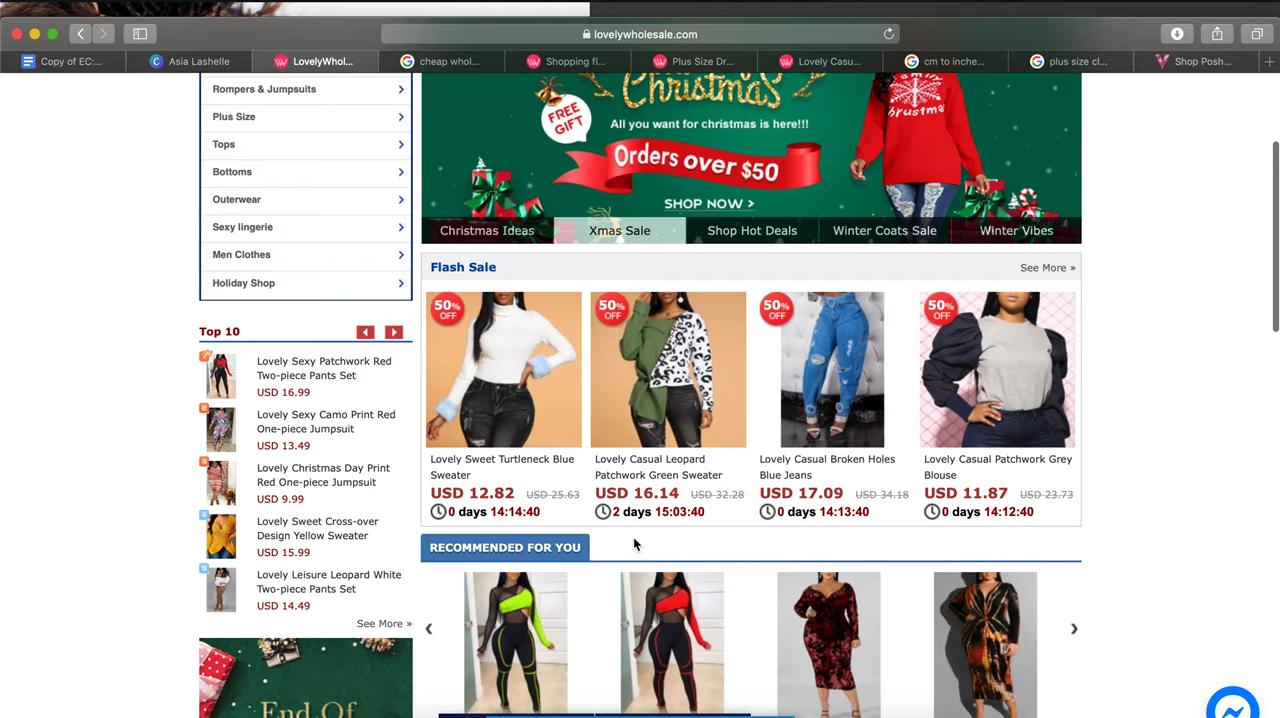 lovelywholesale.com
Copy of EC:...
Asia Lashelle
LovelyWhol...
cheap whol...
Shopping fl...
Plus Size Dr...
Lovely Casu...
cm to inche...
plus size cl...
Shop Posh...
Rompers & Jumpsuits
Plus Size
Tops
Bottoms
Outerwear
Sexy lingerie
Men Clothes
Holiday Shop
Christmas
FREE
GIFT
All you want for christmas is here!!!
Orders over $50
SHOP NOW >
Christmas Ideas
Xmas Sale
Shop Hot Deals
Winter Coats Sale
Winter Vibes
Flash Sale
See More »
50%
OFF
50%
OFF
50%
OFF
50%
OFF
Lovely Sweet Turtleneck Blue
Sweater
USD 12.82 USD 25.63
0 days 14:14:40
Lovely Casual Leopard
Patchwork Green Sweater
USD 16.14 USD 32.28
2 days 15:03:40
Lovely Casual Broken Holes
Blue Jeans
USD 17.09 USD 34.18
0 days 14:13:40
Lovely Casual Patchwork Grey
Blouse
USD 11.87 USD 23.73
0 days 14:12:40
Top 10
Lovely Sexy Patchwork Red
Two-piece Pants Set
USD 16.99
Lovely Sexy Camo Print Red
One-piece Jumpsuit
USD 13.49
Lovely Christmas Day Print
Red One-piece Jumpsuit
USD 9.99
Lovely Sweet Cross-over
Design Yellow Sweater
USD 15.99
Lovely Leisure Leopard White
Two-piece Pants Set
USD 14.49
See More »
End Of
RECOMMENDED FOR YOU